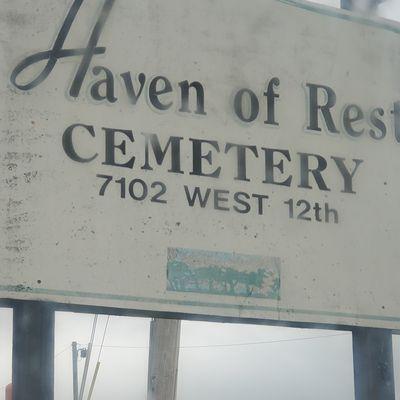 Haven of Rest
CEMETERY
7102 WEST 12th